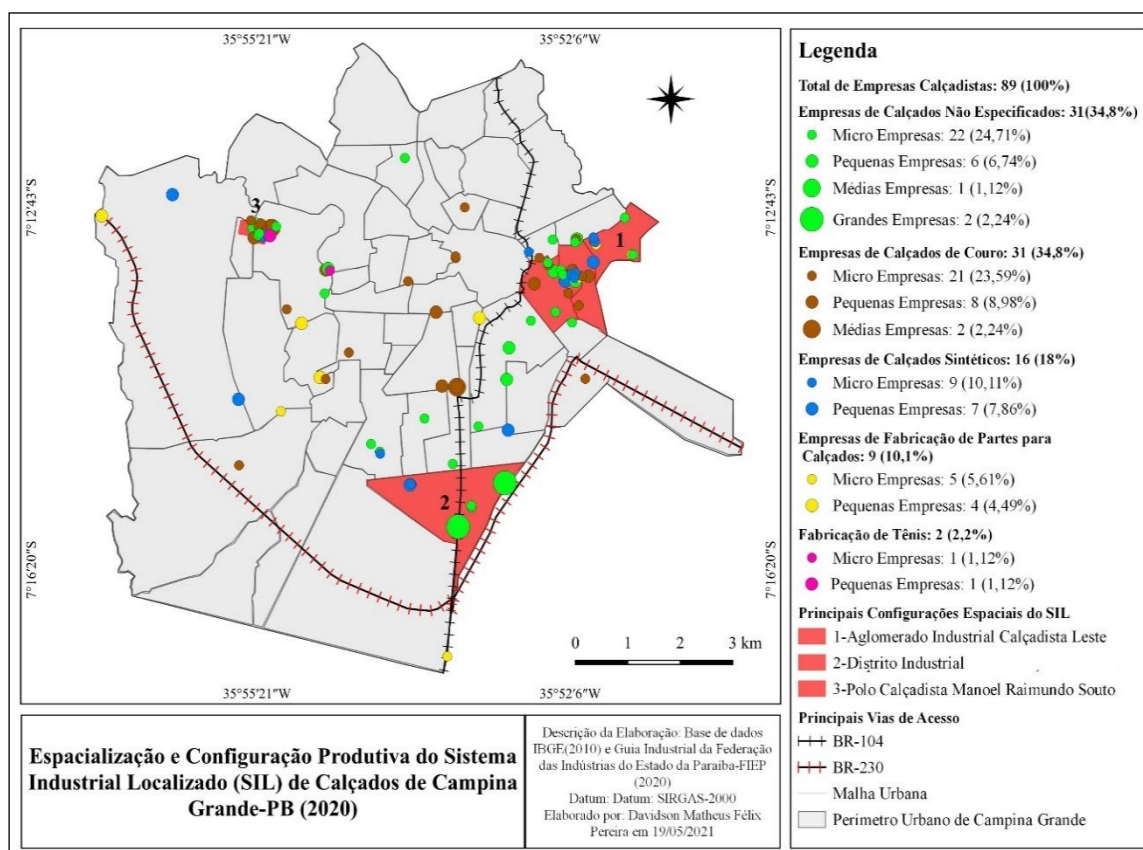 35°55'21"W
35°52'6"W
7°12'43"S
7°12'43"S
3
1
2
7°16'20"S
7°16'20"S
0 1 2 3 km
35°55'21"W
35°52'6"W
Espacialização e Configuração Produtiva do Sistema
Industrial Localizado (SIL) de Calçados de Campina
Grande-PB (2020)
Descrição da Elaboração: Base de dados
IBGE(2010) e Guia Industrial da Federação
das Indústrias do Estado da Paraíba-FIEP
(2020)
Datum: Datum: SIRGAS-2000
Elaborado por: Davidson Matheus Félix
Pereira em 19/05/2021
Legenda
Total de Empresas Calçadistas: 89 (100%)
Empresas de Calçados Não Especificados: 31(34,8%)
Micro Empresas: 22 (24,71%)
Pequenas Empresas: 6 (6,74%)
Médias Empresas: 1 (1,12%)
Grandes Empresas: 2 (2,24%)
Empresas de Calçados de Couro: 31 (34,8%)
Micro Empresas: 21 (23,59%)
Pequenas Empresas: 8 (8,98%)
Médias Empresas: 2 (2,24%)
Empresas de Calçados Sintéticos: 16 (18%)
Micro Empresas: 9 (10,11%)
Pequenas Empresas: 7 (7,86%)
Empresas de Fabricação de Partes para
Calçados: 9 (10,1%)
Micro Empresas: 5 (5,61%)
Pequenas Empresas: 4 (4,49%)
Fabricação de Tênis: 2 (2,2%)
Micro Empresas: 1 (1,12%)
Pequenas Empresas: 1 (1,12%)
Principais Configurações Espaciais do SIL
1-Aglomerado Industrial Calçadista Leste
2-Distrito Industrial
3-Polo Calçadista Manoel Raimundo Souto
Principais Vias de Acesso
BR-104
BR-230
Malha Urbana
Perímetro Urbano de Campina Grande